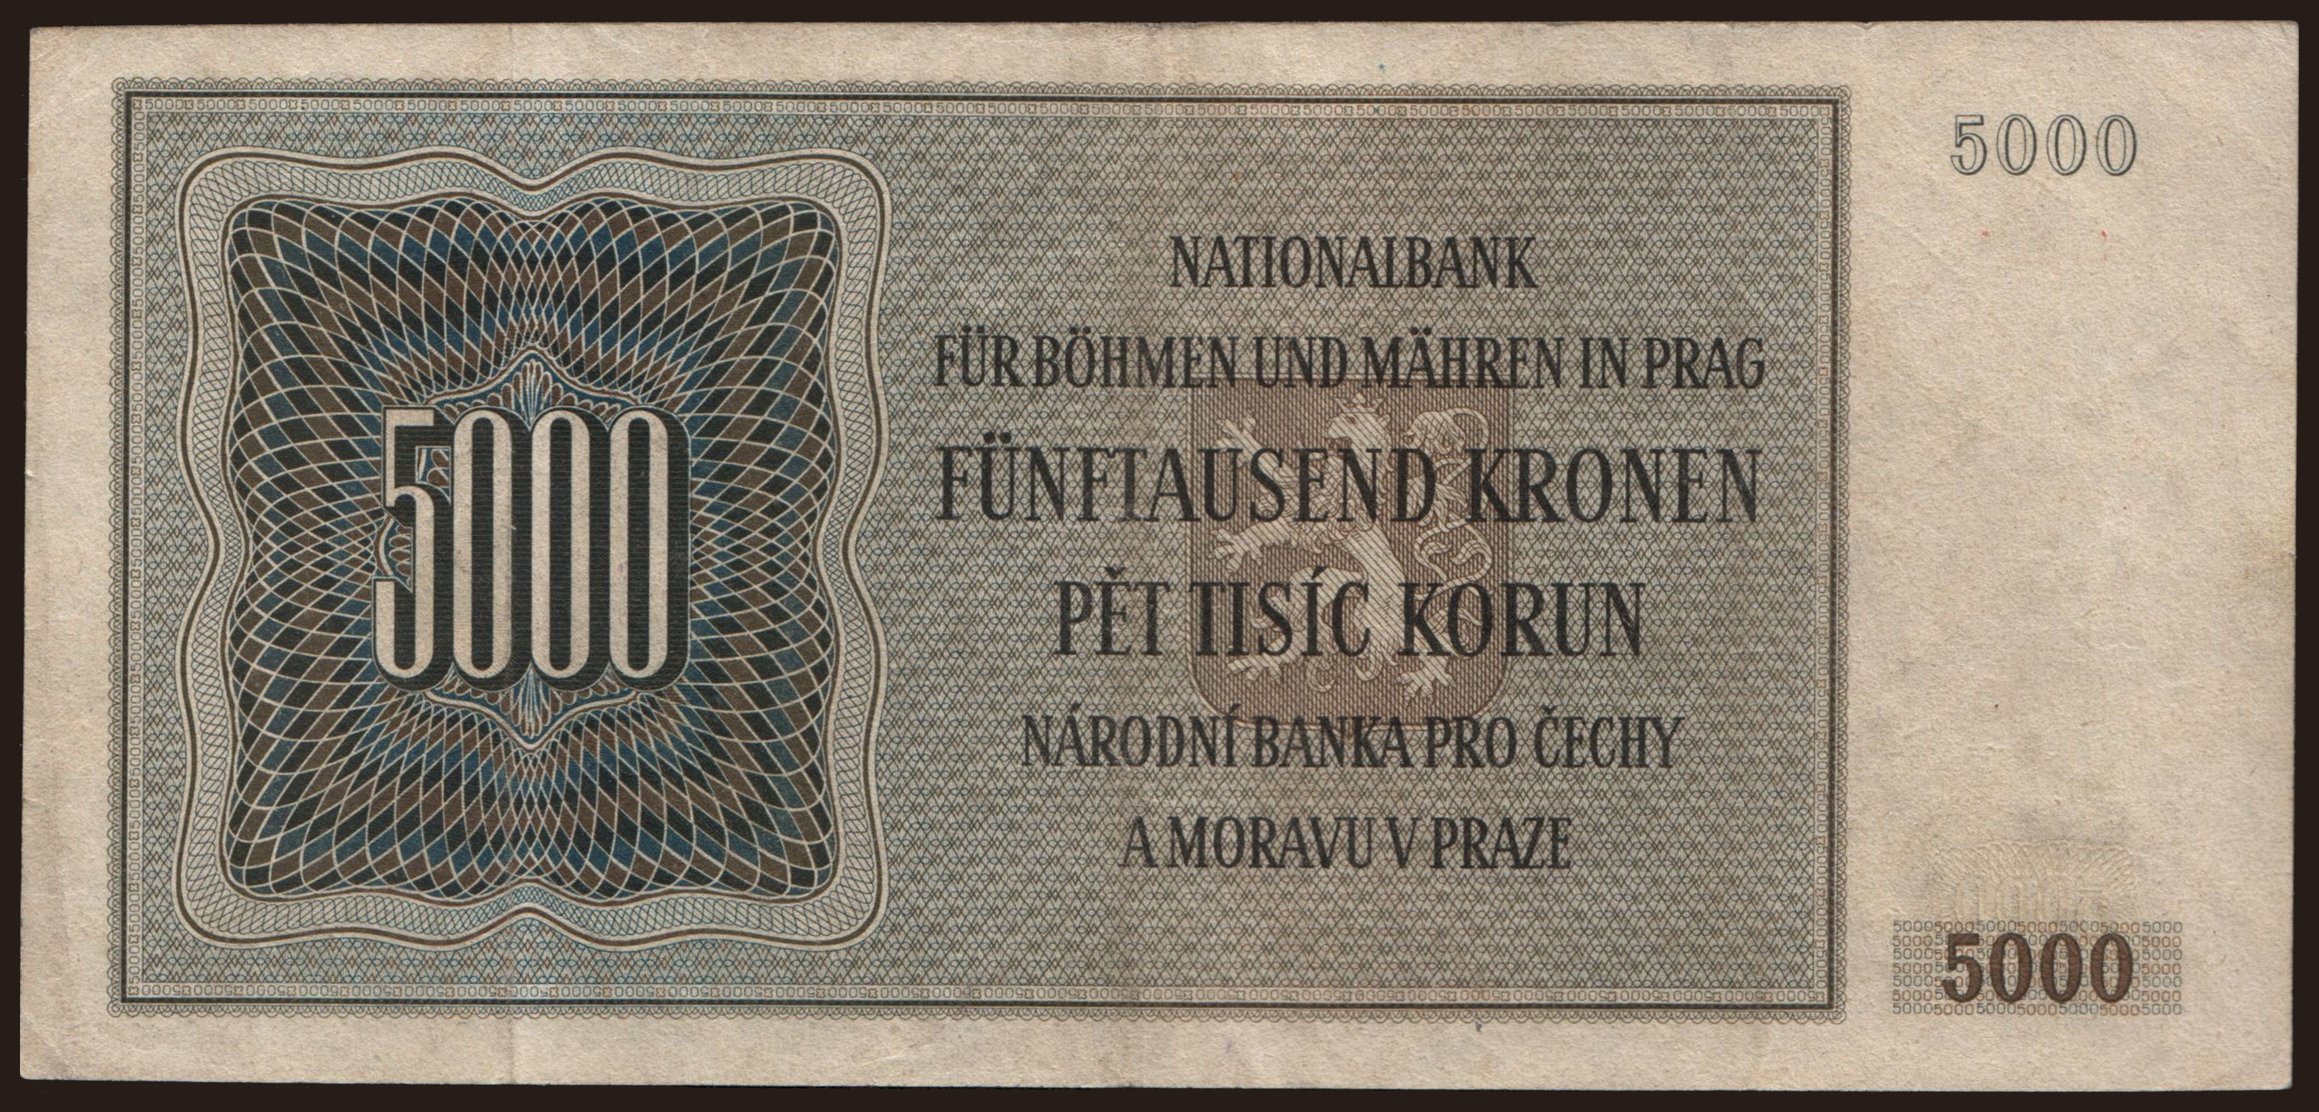 5000
NATIONALBANK
FÜR BÖHMEN UND MÄHREN IN PRAG
5000
FÜNFTAUSEND KRONEN
PĚT TISÍC KORUN
NÁRODNÍ BANKA PRO ČECHY
A MORAVU V PRAZE
5000